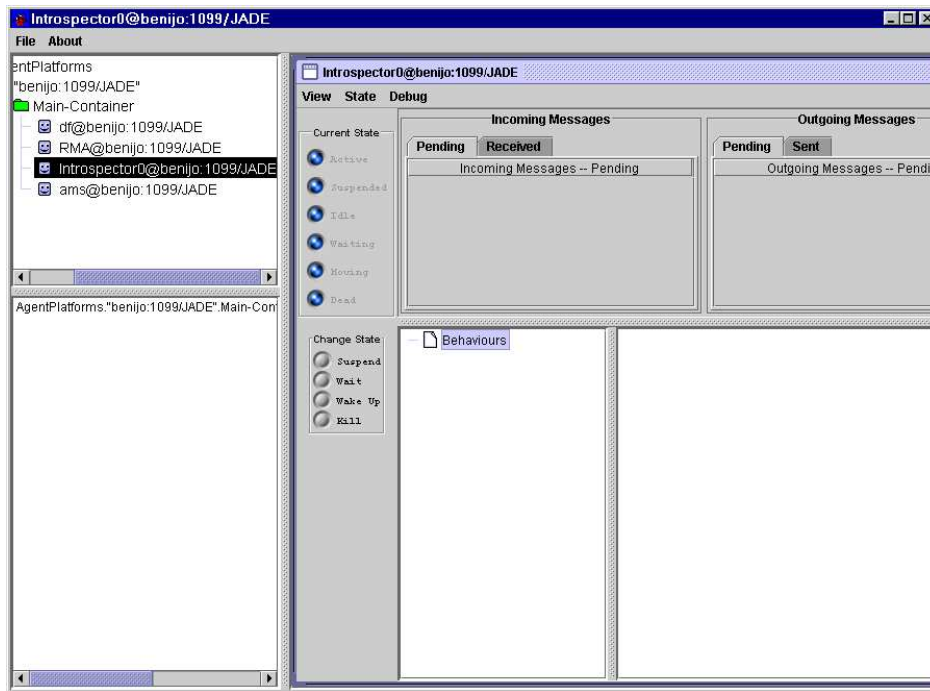 Introspector0@benijo:1099/JADE
File About
entPlatforms
"benijo:1099/JADE"
Main-Container
df@benijo:1099/JADE
RMA@benijo:1099/JADE
Introspector0@benijo:1099/JADE
ams@benijo:1099/JADE
AgentPlatforms."benijo:1099/JADE".Main-Con
Introspector0@benijo:1099/JADE
View State Debug
Current State
Active
Suspended
Idle
Waiting
Moving
Dead
Incoming Messages
Pending Received
Incoming Messages -- Pending
Outgoing Messages
Pending Sent
Outgoing Messages -- Pendi
Change State
Suspend
Wait
Wake Up
Kill
Behaviours